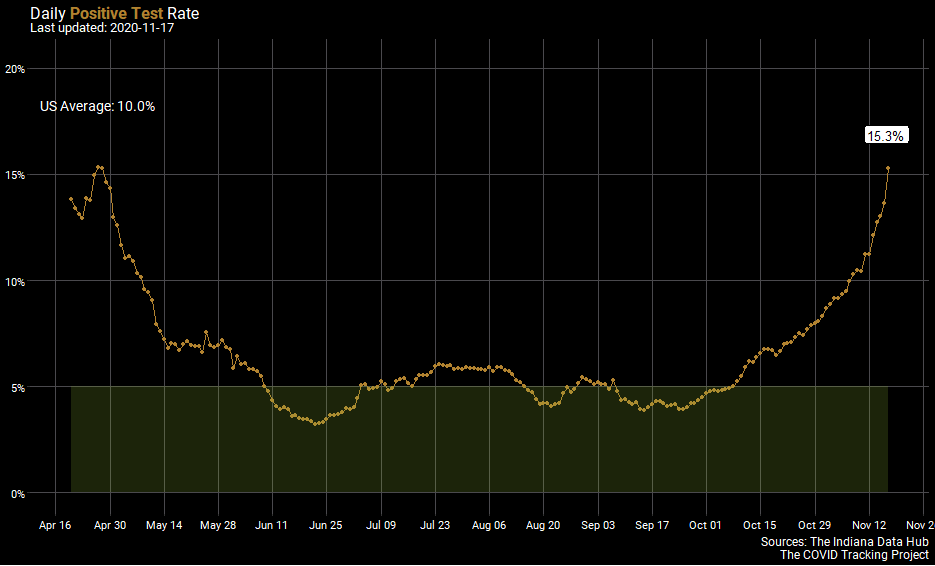 Daily Positive Test Rate
Last updated: 2020-11-17
20%
US Average: 10.0%
15.3%
15%
10%
5%
0%
Apr 16 Apr 30 May 14 May 28 Jun 11 Jun 25 Jul 09 Jul 23 Aug 06 Aug 20 Sep 03 Sep 17 Oct 01 Oct 15 Oct 29 Nov 12 Nov 2
Sources: The Indiana Data Hub
The COVID Tracking Project